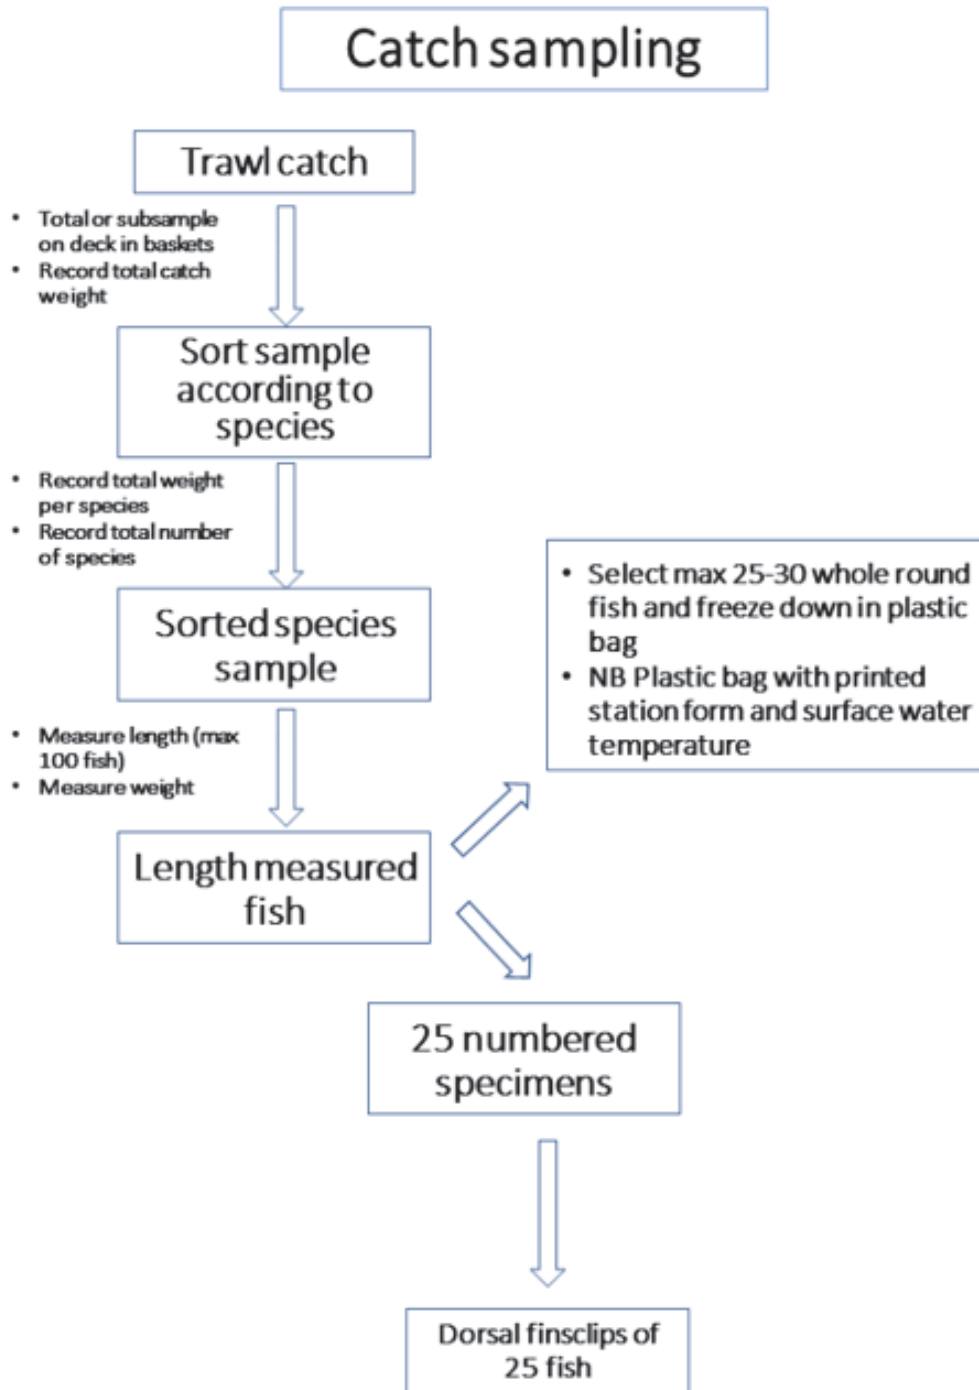 Catch sampling
Trawl catch
• Total or subsample
on deck in baskets
• Record total catch
weight
Sort sample
according to
species
• Record total weight
per species
• Record total number
of species
Sorted species
sample
• Measure length (max
100 fish)
• Measure weight
Length measured
fish
• Select max 25-30 whole round
fish and freeze down in plastic
bag
• NB Plastic bag with printed
station form and surface water
temperature
25 numbered
specimens
Dorsal finsclips of
25 fish